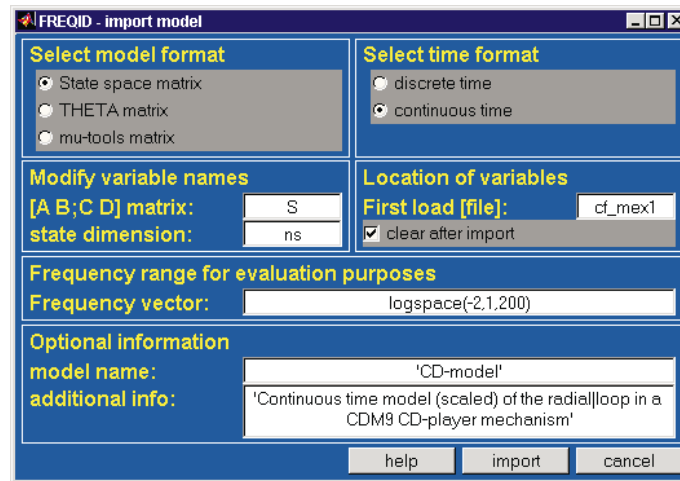 FREQID - import model
Select model format
State space matrix
THETA matrix
mu-tools matrix
Select time format
discrete time
continuous time
Modify variable names
[A B;C D] matrix: S
state dimension: ns
Location of variables
First load [file]: cf_mex1
clear after import
Frequency range for evaluation purposes
Frequency vector: logspace(-2,1,200)
Optional information
model name: 'CD-model'
additional info: 'Continuous time model (scaled) of the radial|loop in a
CDM9 CD-player mechanism'
help import cancel